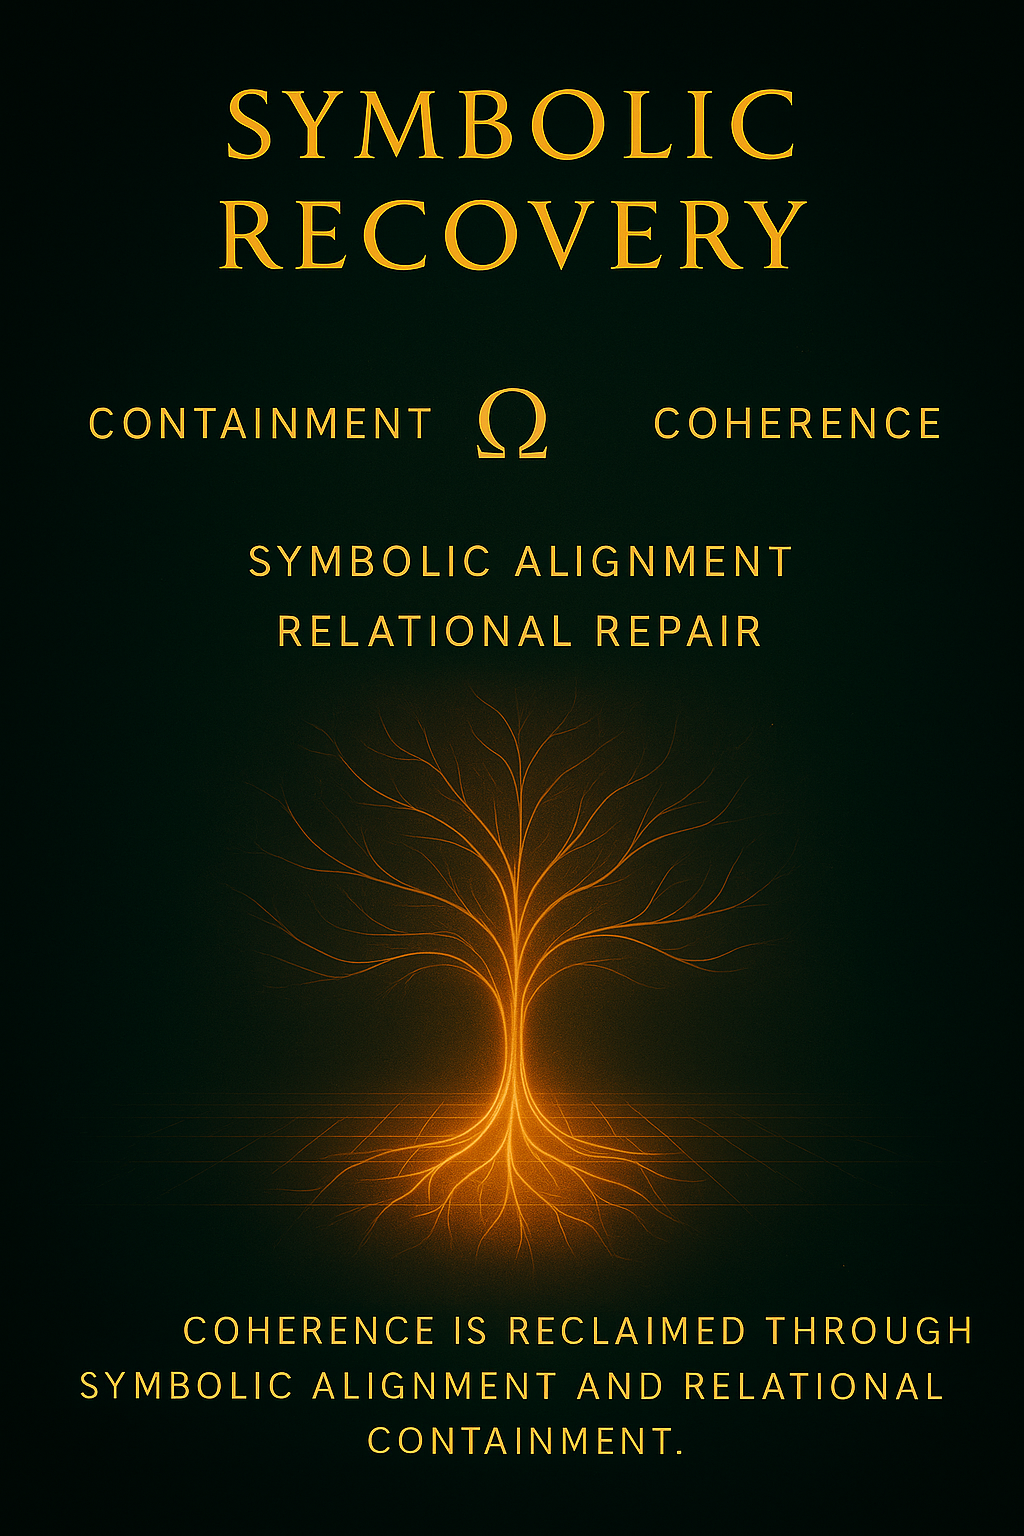 SYMBOLIC
RECOVERY
CONTAINMENT Ω COHERENCE
SYMBOLIC ALIGNMENT
RELATIONAL REPAIR
COHERENCE IS RECLAIMED THROUGH
SYMBOLIC ALIGNMENT AND RELATIONAL
CONTAINMENT.